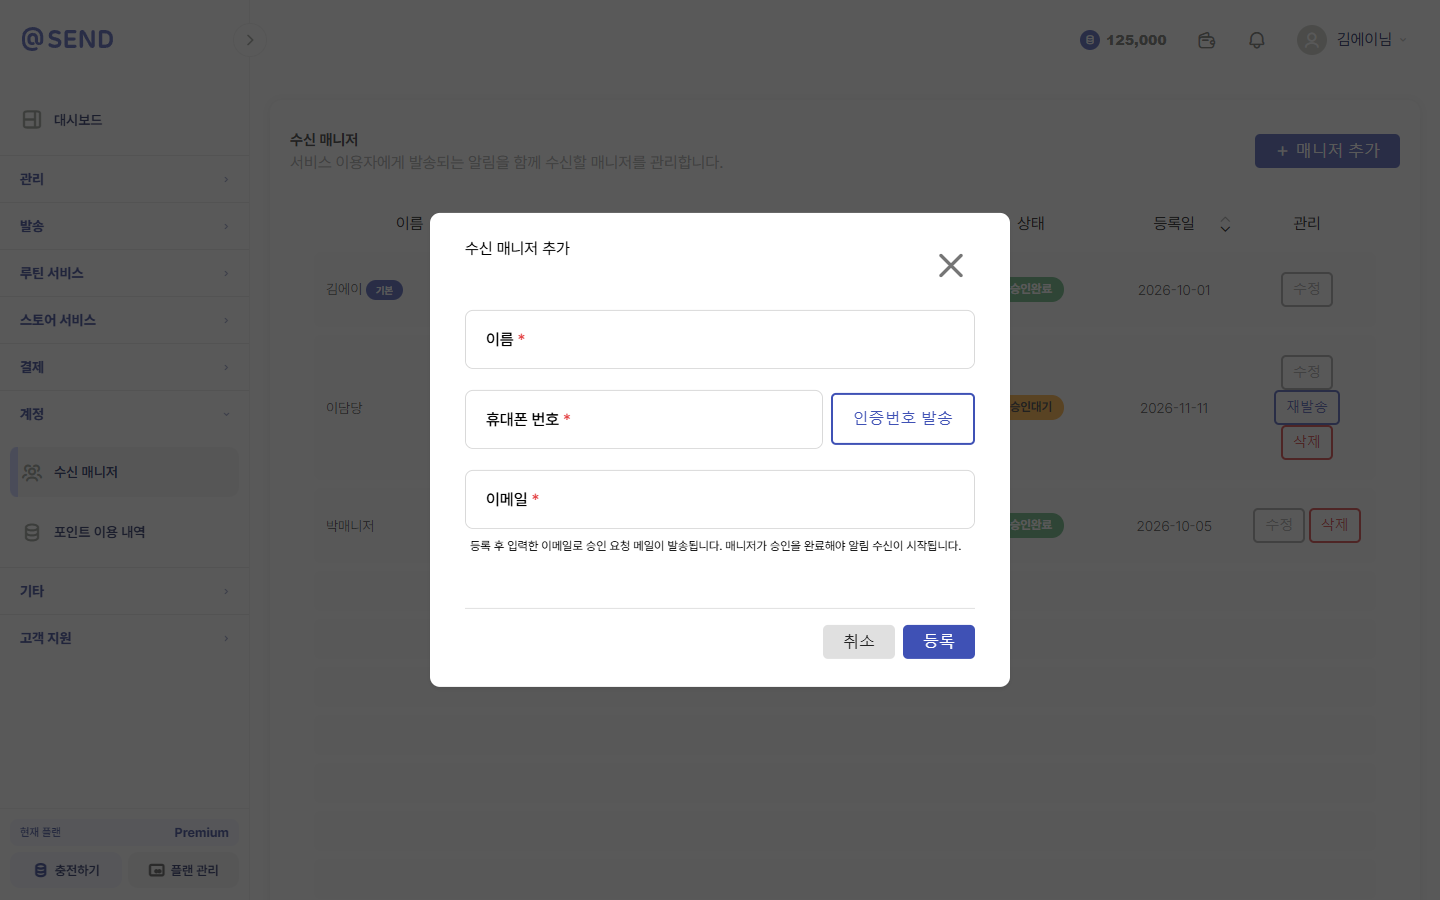 @SEND
125,000
김에이님
대시보드
관리
발송
루틴 서비스
스토어 서비스
결제
계정
수신 매니저
포인트 이용 내역
기타
고객 지원
현재 플랜
Premium
충전하기
플랜 관리
수신 매니저
서비스 이용자에게 발송되는 알림을 함께 수신할 매니저를 관리합니다.
+ 매니저 추가
이름
상태
등록일
관리
김에이 기본
승인완료
2026-10-01
수정
이담당
승인대기
2026-11-11
수정
재발송
삭제
박매니저
승인완료
2026-10-05
수정
삭제
수신 매니저 추가
이름 *
휴대폰 번호 *
인증번호 발송
이메일 *
등록 후 입력한 이메일로 승인 요청 메일이 발송됩니다. 매니저가 승인을 완료해야 알림 수신이 시작됩니다.
취소
등록